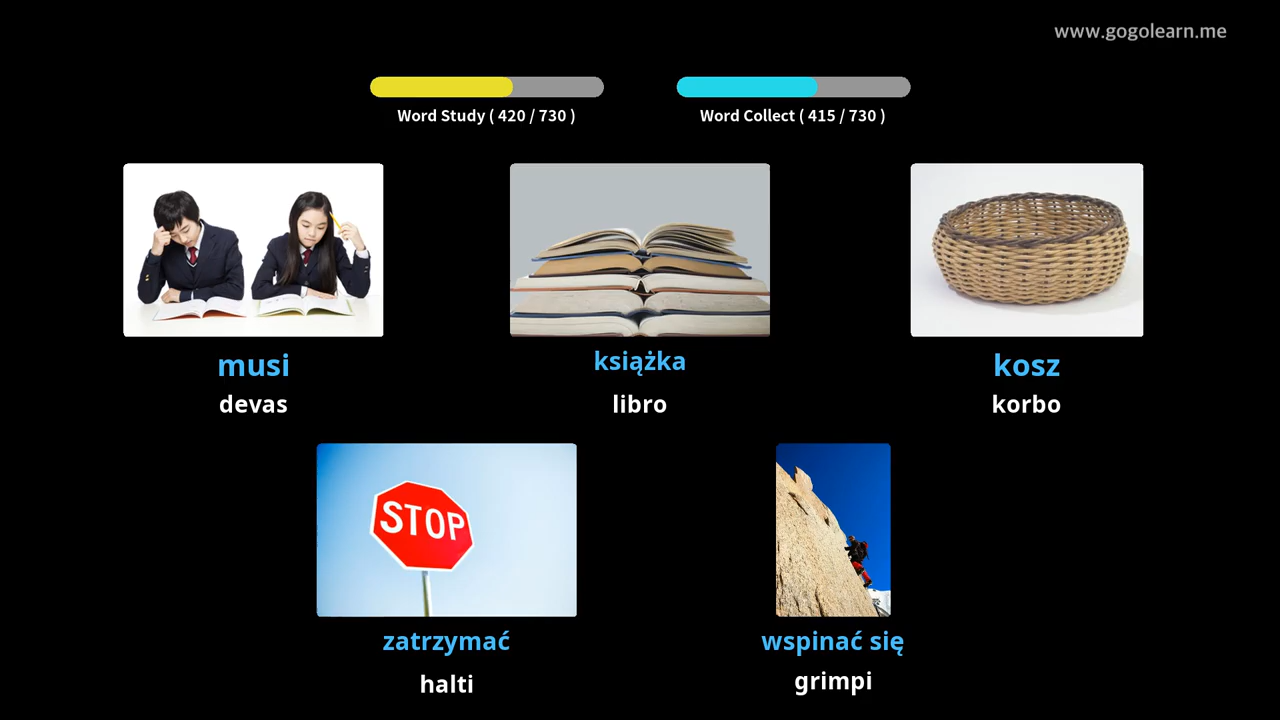 www.gogolearn.me
Word Study ( 420 / 730 )
Word Collect ( 415 / 730 )
musi
devas
książka
libro
kosz
korbo
STOP
zatrzymać
halti
wspinać się
grimpi